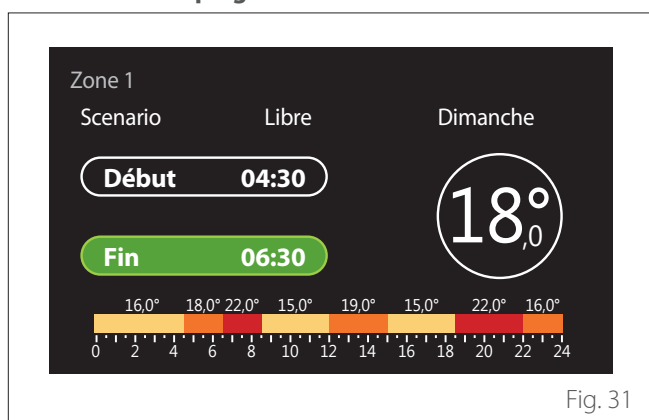 Zone 1
Scenario Libre Dimanche
Début 04:30
18°,0
Fin 06:30
16,0° 18,0° 22,0° 15,0° 19,0° 15,0° 22,0° 16,0°
0 2 4 6 8 10 12 14 16 18 20 22 24
Fig. 31